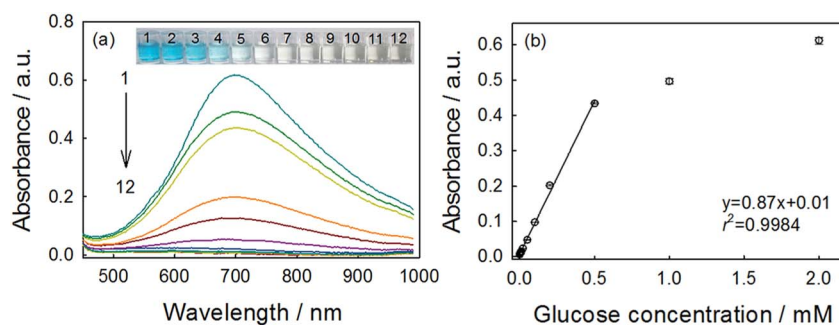 (a)
1 2 3 4 5 6 7 8 9 10 11 12
1
12
0.8
0.6
0.4
0.2
0.0
Absorbance / a.u.
500 600 700 800 900 1000
Wavelength / nm
(b)
0.6
0.5
0.4
0.3
0.2
0.1
0.0
Absorbance / a.u.
y=0.87x+0.01
r²=0.9984
0.0 0.5 1.0 1.5 2.0
Glucose concentration / mM